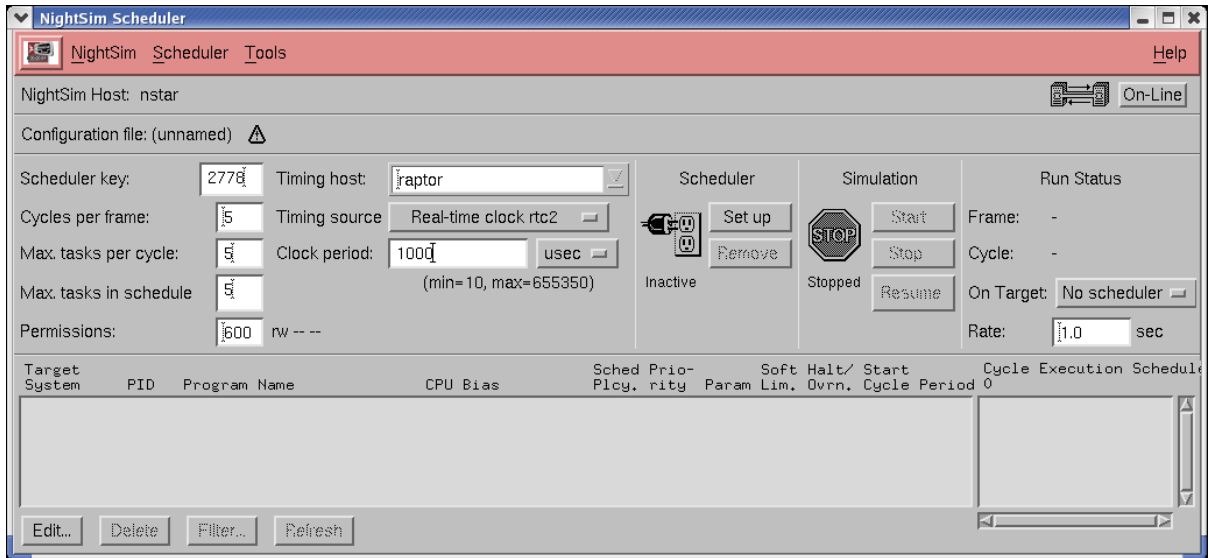 NightSim Scheduler
NightSim Scheduler Tools Help
NightSim Host: nstar On-Line
Configuration file: (unnamed)
Scheduler key: 2778 Timing host: raptor Scheduler Simulation Run Status
Cycles per frame: 5 Timing source Real-time clock rtc2 Set up STOP Start Frame: -
Max. tasks per cycle: 5 Clock period: 1000 usec Remove Stop Cycle: -
(min=10, max=655350) Inactive Stopped
Max. tasks in schedule 5 Resume On Target: No scheduler
Permissions: 600 rw -- -- Rate: 1.0 sec
Target Sched Prio- Soft Halt/ Start Cycle Execution Schedule
System PID Program Name CPU Bias Plcy. rity Param Lim. Ovrn. Cycle Period 0
Edit... Delete Filter... Refresh